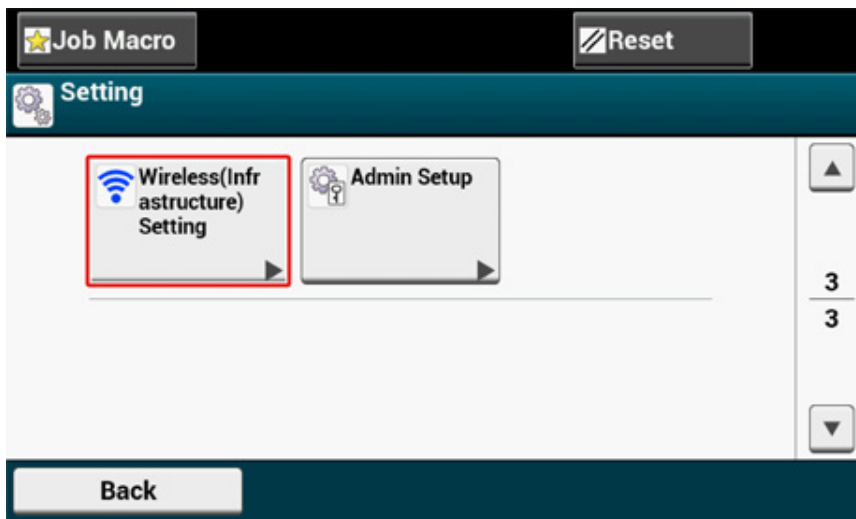 Job Macro
Reset
Setting
Wireless(Infr
astructure)
Setting
Admin Setup
3
3
Back